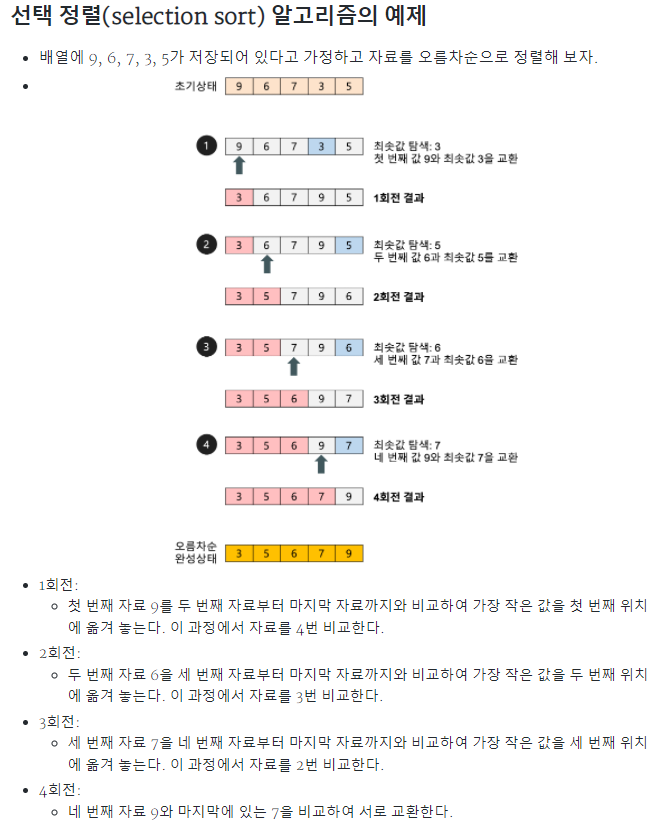 선택 정렬(selection sort) 알고리즘의 예제
배열에 9, 6, 7, 3, 5가 저장되어 있다고 가정하고 자료를 오름차순으로 정렬해 보자.
초기상태 9 6 7 3 5
1 9 6 7 3 5 최솟값 탐색: 3
첫 번째 값 9와 최솟값 3을 교환
3 6 7 9 5 1회전 결과
2 3 6 7 9 5 최솟값 탐색: 5
두 번째 값 6과 최솟값 5를 교환
3 5 7 9 6 2회전 결과
3 3 5 7 9 6 최솟값 탐색: 6
세 번째 값 7과 최솟값 6을 교환
3 5 6 9 7 3회전 결과
4 3 5 6 9 7 최솟값 탐색: 7
네 번째 값 9와 최솟값 7을 교환
3 5 6 7 9 4회전 결과
오름차순
완성상태 3 5 6 7 9
1회전:
첫 번째 자료 9를 두 번째 자료부터 마지막 자료까지와 비교하여 가장 작은 값을 첫 번째 위치
에 옮겨 놓는다. 이 과정에서 자료를 4번 비교한다.
2회전:
두 번째 자료 6을 세 번째 자료부터 마지막 자료까지와 비교하여 가장 작은 값을 두 번째 위치
에 옮겨 놓는다. 이 과정에서 자료를 3번 비교한다.
3회전:
세 번째 자료 7을 네 번째 자료부터 마지막 자료까지와 비교하여 가장 작은 값을 세 번째 위치
에 옮겨 놓는다. 이 과정에서 자료를 2번 비교한다.
4회전:
네 번째 자료 9와 마지막에 있는 7을 비교하여 서로 교환한다.